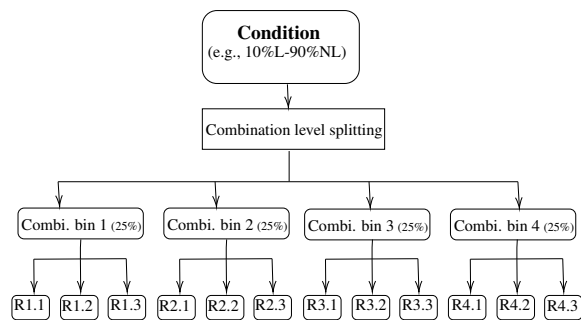 Condition
(e.g., 10%L-90%NL)
Combination level splitting
Combi. bin 1 (25%) Combi. bin 2 (25%) Combi. bin 3 (25%) Combi. bin 4 (25%)
R1.1 R1.2 R1.3 R2.1 R2.2 R2.3 R3.1 R3.2 R3.3 R4.1 R4.2 R4.3